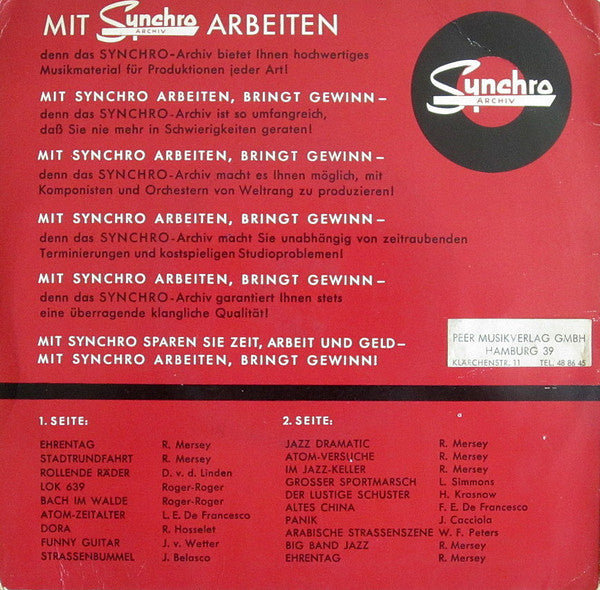 MIT Synchro ARCHIV ARBEITEN
denn das SYNCHRO-Archiv bietet Ihnen hochwertiges
Musikmaterial für Produktionen jeder Art!
Synchro
ARCHIV
MIT SYNCHRO ARBEITEN, BRINGT GEWINN –
denn das SYNCHRO-Archiv ist so umfangreich,
daß Sie nie mehr in Schwierigkeiten geraten!
MIT SYNCHRO ARBEITEN, BRINGT GEWINN –
denn das SYNCHRO-Archiv macht es Ihnen möglich, mit
Komponisten und Orchestern von Weltrang zu produzieren!
MIT SYNCHRO ARBEITEN, BRINGT GEWINN –
denn das SYNCHRO-Archiv macht Sie unabhängig von zeitraubenden
Terminierungen und kostspieligen Studioproblemen!
MIT SYNCHRO ARBEITEN, BRINGT GEWINN –
denn das SYNCHRO-Archiv garantiert Ihnen stets
eine überragende klangliche Qualität!
MIT SYNCHRO SPAREN SIE ZEIT, ARBEIT UND GELD –
MIT SYNCHRO ARBEITEN, BRINGT GEWINN!
PEER MUSIKVERLAG GMBH
HAMBURG 39
KLÄRCHENSTR. 11 TEL. 48 86 45
1. SEITE:
EHRENTAG R. Mersey
STADTRUNDFAHRT R. Mersey
ROLLENDE RÄDER D. v. d. Linden
LOK 639 Roger-Roger
BACH IM WALDE Roger-Roger
ATOM-ZEITALTER L. E. De Francesco
DORA R. Hosselet
FUNNY GUITAR J. v. Wetter
STRASSENBUMMEL J. Belasco
2. SEITE:
JAZZ DRAMATIC R. Mersey
ATOM-VERSUCHE R. Mersey
IM JAZZ-KELLER R. Mersey
GROSSER SPORTMARSCH L. Simmons
DER LUSTIGE SCHUSTER H. Krasnow
ALTES CHINA F. E. De Francesco
PANIK J. Cacciola
ARABISCHE STRASSENSZENE W. F. Peters
BIG BAND JAZZ R. Mersey
EHRENTAG R. Mersey